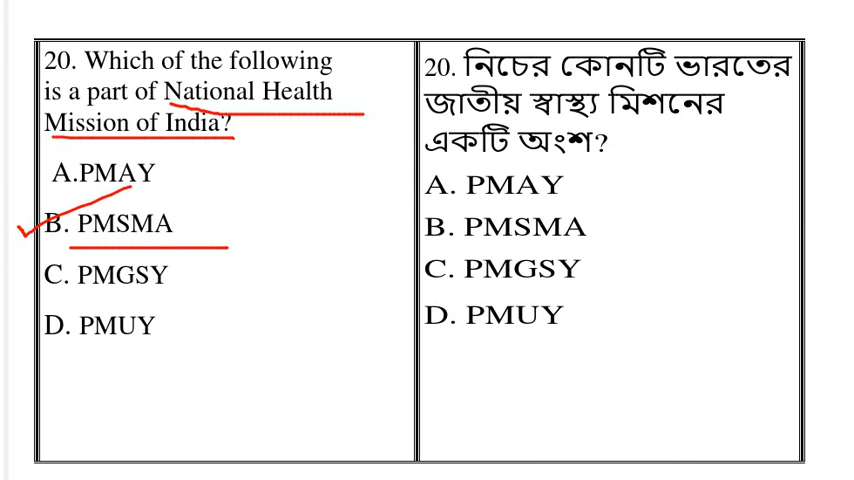 20. Which of the following
is a part of National Health
Mission of India?
A.PMAY
B. PMSMA
C. PMGSY
D. PMUY
20. নিচের কোনটি ভারতের
জাতীয় স্বাস্থ্য মিশনের
একটি অংশ?
A. PMAY
B. PMSMA
C. PMGSY
D. PMUY